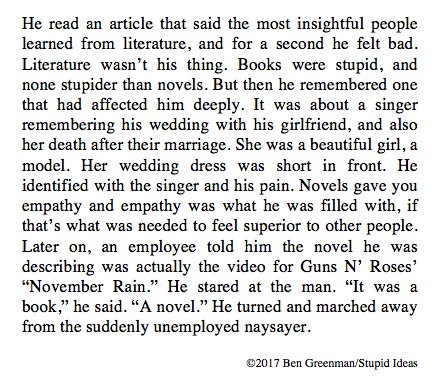 He read an article that said the most insightful people
learned from literature, and for a second he felt bad.
Literature wasn’t his thing. Books were stupid, and
none stupider than novels. But then he remembered one
that had affected him deeply. It was about a singer
remembering his wedding with his girlfriend, and also
her death after their marriage. She was a beautiful girl, a
model. Her wedding dress was short in front. He
identified with the singer and his pain. Novels gave you
empathy and empathy was what he was filled with, if
that’s what was needed to feel superior to other people.
Later on, an employee told him the novel he was
describing was actually the video for Guns N’ Roses’
“November Rain.” He stared at the man. “It was a
book,” he said. “A novel.” He turned and marched away
from the suddenly unemployed naysayer.
©2017 Ben Greenman/Stupid Ideas